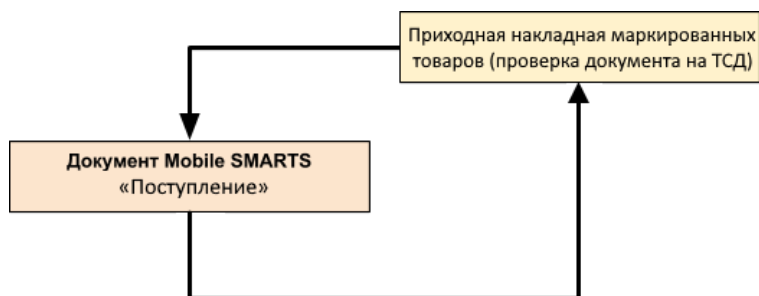 Приходная накладная маркированных
товаров (проверка документа на ТСД)
Документ Mobile SMARTS
«Поступление»